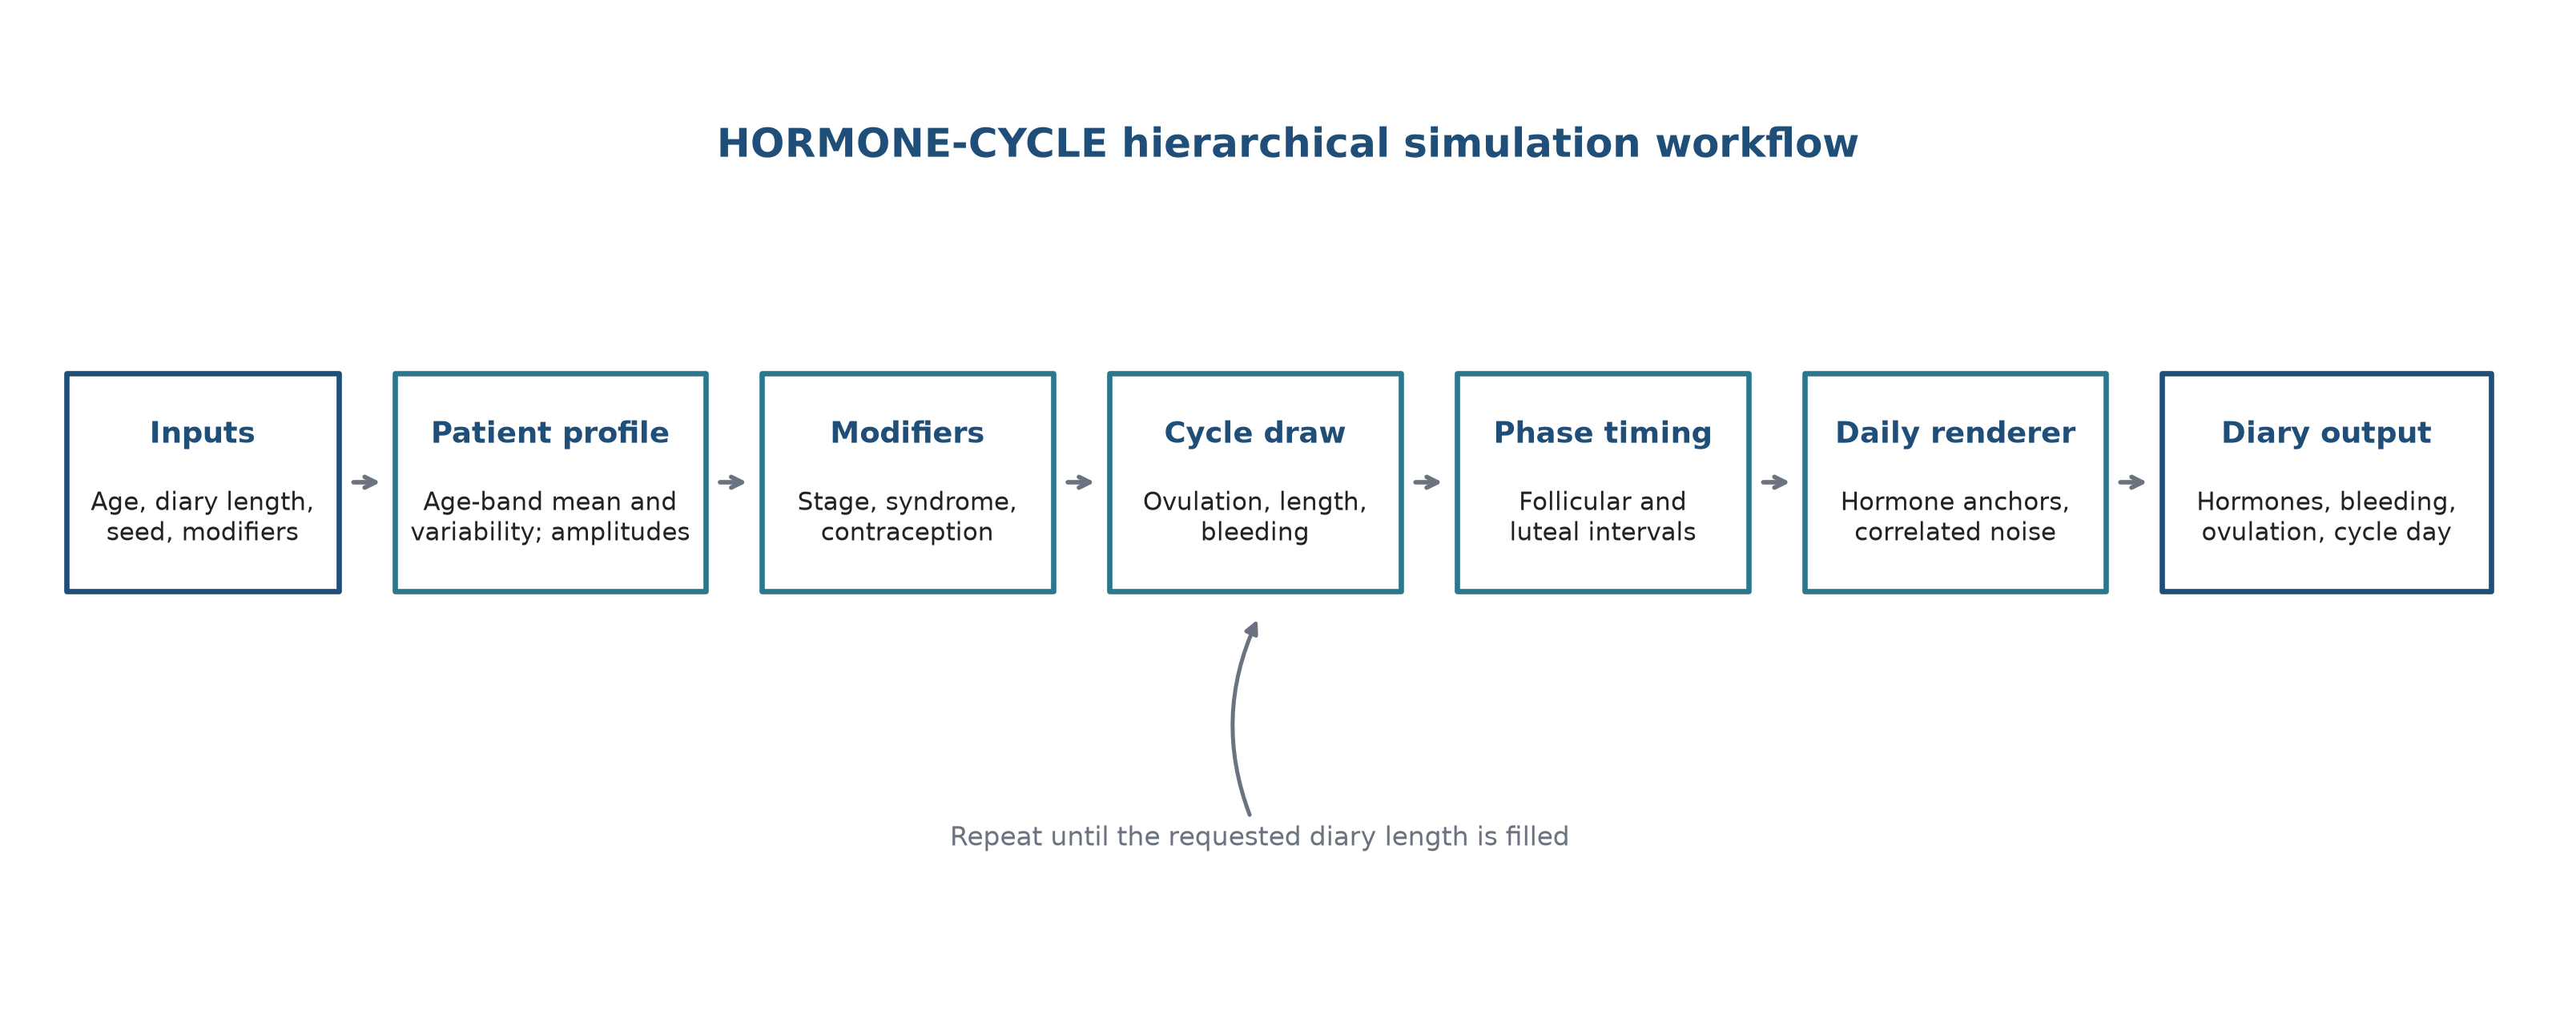 HORMONE-CYCLE hierarchical simulation workflow
Inputs
Age, diary length,
seed, modifiers
Patient profile
Age-band mean and
variability; amplitudes
Modifiers
Stage, syndrome,
contraception
Cycle draw
Ovulation, length,
bleeding
Phase timing
Follicular and
luteal intervals
Daily renderer
Hormone anchors,
correlated noise
Diary output
Hormones, bleeding,
ovulation, cycle day
Repeat until the requested diary length is filled